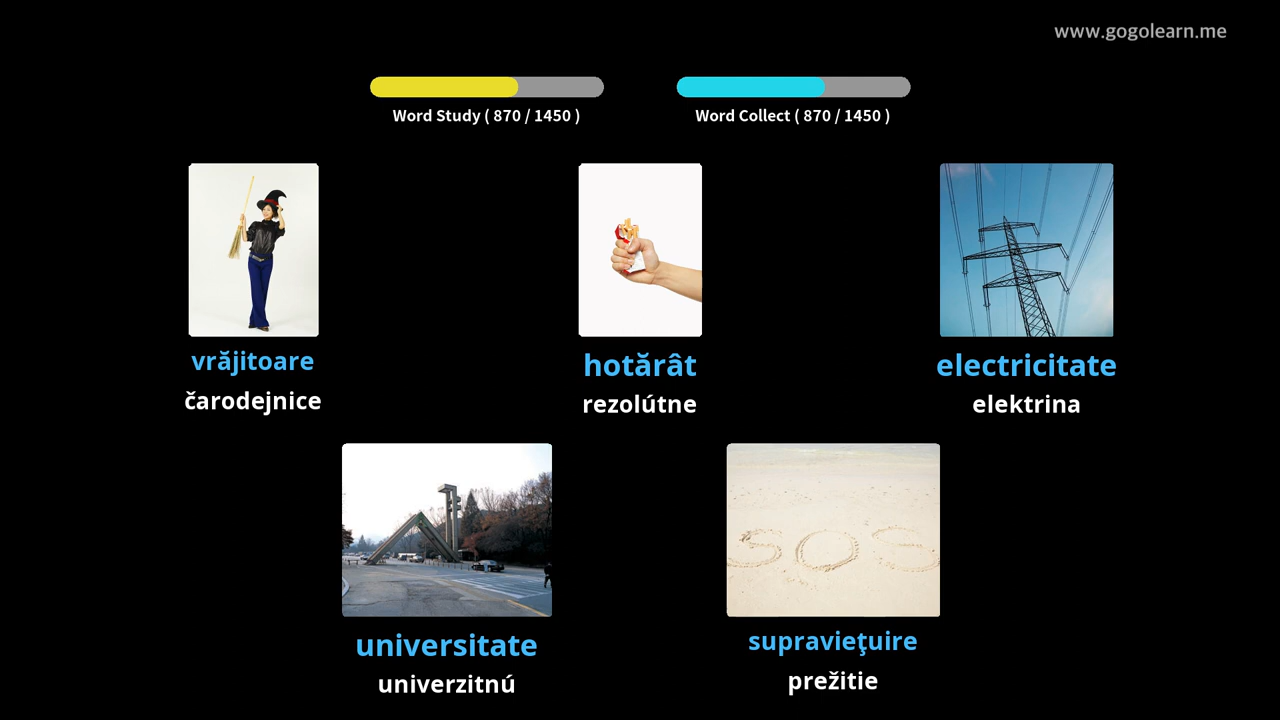 www.gogolearn.me
Word Study ( 870 / 1450 )
Word Collect ( 870 / 1450 )
vrăjitoare
čarodejnice
hotărât
rezolútne
electricitate
elektrina
universitate
univerzitnú
supravieţuire
prežitie
SOS